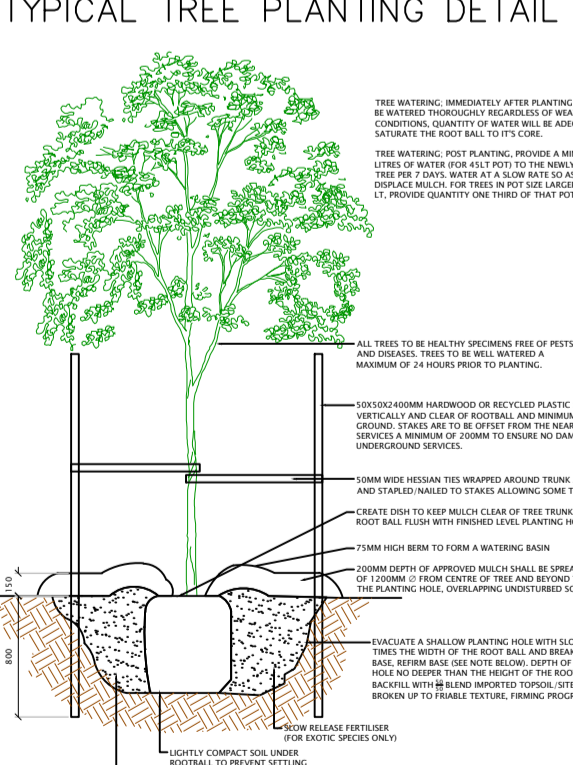 TYPICAL TREE PLANTING DETAIL
TREE WATERING; IMMEDIATELY AFTER PLANTING
BE WATERED THOROUGHLY REGARDLESS OF WEA
CONDITIONS, QUANTITY OF WATER WILL BE ADEQ
SATURATE THE ROOT BALL TO IT'S CORE.
TREE WATERING; POST PLANTING, PROVIDE A MIN
LITRES OF WATER (FOR 45LT POT) TO THE NEWLY
TREE PER 7 DAYS. WATER AT A SLOW RATE SO AS
DISPLACE MULCH. FOR TREES IN POT SIZE LARGE
LT, PROVIDE QUANTITY ONE THIRD OF THAT POT
ALL TREES TO BE HEALTHY SPECIMENS FREE OF PESTS
AND DISEASES. TREES TO BE WELL WATERED A
MAXIMUM OF 24 HOURS PRIOR TO PLANTING.
50X50X2400MM HARDWOOD OR RECYCLED PLASTIC
VERTICALLY AND CLEAR OF ROOTBALL AND MINIMUM
GROUND. STAKES ARE TO BE OFFSET FROM THE NEAR
SERVICES A MINIMUM OF 200MM TO ENSURE NO DAM
UNDERGROUND SERVICES.
50MM WIDE HESSIAN TIES WRAPPED AROUND TRUNK
AND STAPLED/NAILED TO STAKES ALLOWING SOME T
CREATE DISH TO KEEP MULCH CLEAR OF TREE TRUNK
ROOT BALL FLUSH WITH FINISHED LEVEL PLANTING HO
75MM HIGH BERM TO FORM A WATERING BASIN
200MM DEPTH OF APPROVED MULCH SHALL BE SPREA
OF 1200MM ∅ FROM CENTRE OF TREE AND BEYOND
THE PLANTING HOLE, OVERLAPPING UNDISTURBED SO
150
800
EVACUATE A SHALLOW PLANTING HOLE WITH SLO
TIMES THE WIDTH OF THE ROOT BALL AND BREAK
BASE, REFIRM BASE (SEE NOTE BELOW). DEPTH OF
HOLE NO DEEPER THAN THE HEIGHT OF THE ROO
BACKFILL WITH BLEND IMPORTED TOPSOIL/SITE
BROKEN UP TO FRIABLE TEXTURE, FIRMING PROGR
SLOW RELEASE FERTILISER
(FOR EXOTIC SPECIES ONLY)
LIGHTLY COMPACT SOIL UNDER
ROOTBALL TO PREVENT SETTLING